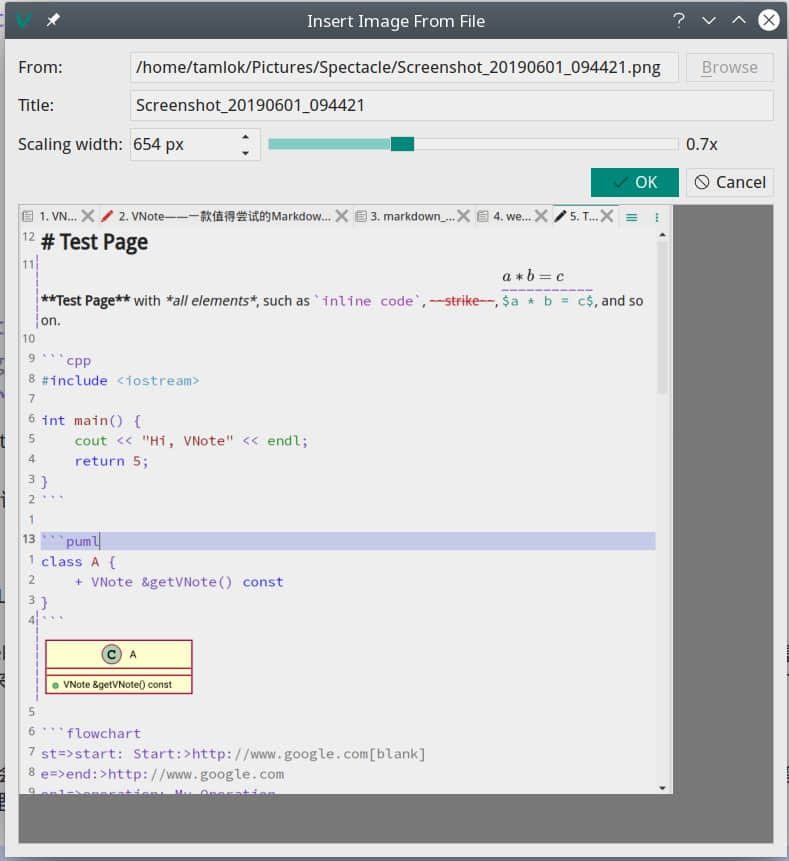 Insert Image From File
From: /home/tamlok/Pictures/Spectacle/Screenshot_20190601_094421.png Browse
Title: Screenshot_20190601_094421
Scaling width: 654 px 0.7x
OK Cancel
1. VN... 2. VNote——一款值得尝试的Markdow... 3. markdown_... 4. we... 5. T...
12 # Test Page
11
a * b = c
**Test Page** with *all elements*, such as `inline code`, ~~strike~~, $a * b = c$, and so
on.
10
9 ```cpp
8 #include <iostream>
7
6 int main() {
5 cout << "Hi, VNote" << endl;
4 return 5;
3 }
2 ```
1
13 ```puml
1 class A {
2 + VNote &getVNote() const
3 }
4 ```
C A
VNote &getVNote() const
5
6 ```flowchart
7 st=>start: Start:>http://www.google.com[blank]
8 e=>end:>http://www.google.com
9 op1=>operation: My Operation